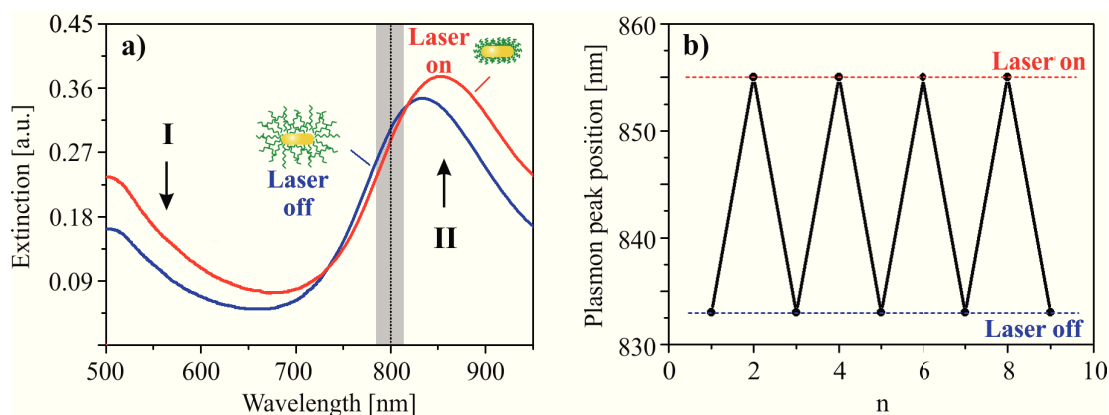 a)
Laser
on
I
Laser
off
II
0.45
0.36
0.27
0.18
0.09
Extinction [a.u.]
500
600
700
800
900
Wavelength [nm]
b)
Laser on
Laser off
860
850
840
830
Plasmon peak position [nm]
0
2
4
6
8
10
n